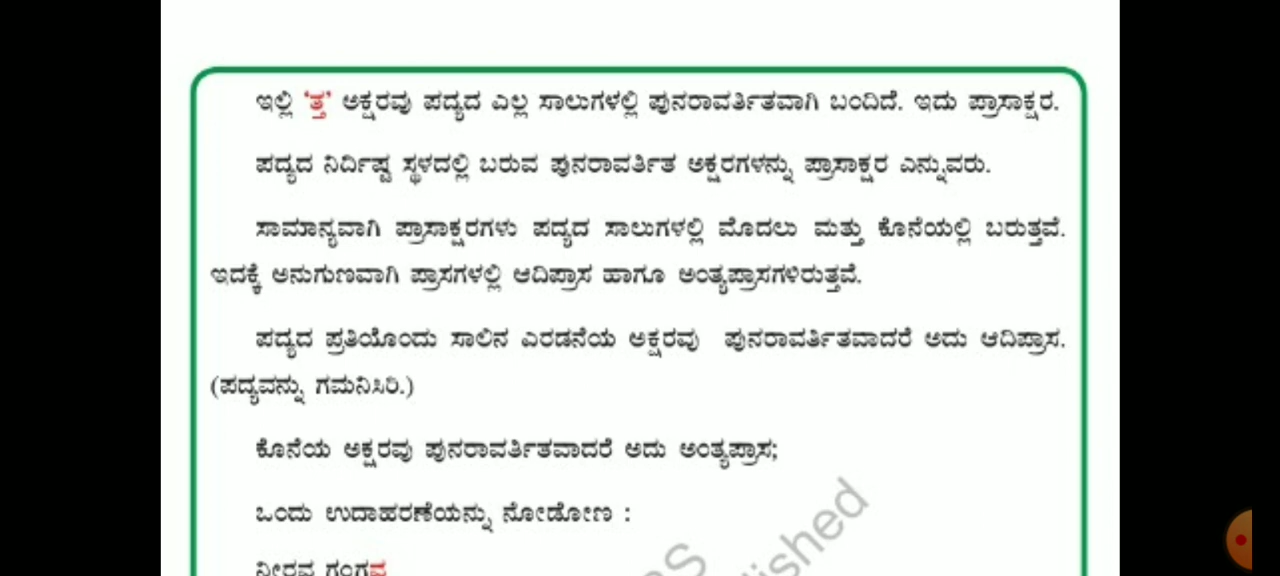 ಇಲ್ಲಿ 'ತ್ತ' ಅಕ್ಷರವು ಪದ್ಯದ ಎಲ್ಲ ಸಾಲುಗಳಲ್ಲಿ ಪುನರಾವರ್ತಿತವಾಗಿ ಬಂದಿದೆ. ಇದು ಪ್ರಾಸಾಕ್ಷರ.
ಪದ್ಯದ ನಿರ್ದಿಷ್ಟ ಸ್ಥಳದಲ್ಲಿ ಬರುವ ಪುನರಾವರ್ತಿತ ಅಕ್ಷರಗಳನ್ನು ಪ್ರಾಸಾಕ್ಷರ ಎನ್ನುವರು.
ಸಾಮಾನ್ಯವಾಗಿ ಪ್ರಾಸಾಕ್ಷರಗಳು ಪದ್ಯದ ಸಾಲುಗಳಲ್ಲಿ ಮೊದಲು ಮತ್ತು ಕೊನೆಯಲ್ಲಿ ಬರುತ್ತವೆ.
ಇದಕ್ಕೆ ಅನುಗುಣವಾಗಿ ಪ್ರಾಸಗಳಲ್ಲಿ ಆದಿಪ್ರಾಸ ಹಾಗೂ ಅಂತ್ಯಪ್ರಾಸಗಳಿರುತ್ತವೆ.
ಪದ್ಯದ ಪ್ರತಿಯೊಂದು ಸಾಲಿನ ಎರಡನೆಯ ಅಕ್ಷರವು ಪುನರಾವರ್ತಿತವಾದರೆ ಅದು ಆದಿಪ್ರಾಸ.
(ಪದ್ಯವನ್ನು ಗಮನಿಸಿರಿ.)
ಕೊನೆಯ ಅಕ್ಷರವು ಪುನರಾವರ್ತಿತವಾದರೆ ಅದು ಅಂತ್ಯಪ್ರಾಸ;
ಒಂದು ಉದಾಹರಣೆಯನ್ನು ನೋಡೋಣ :